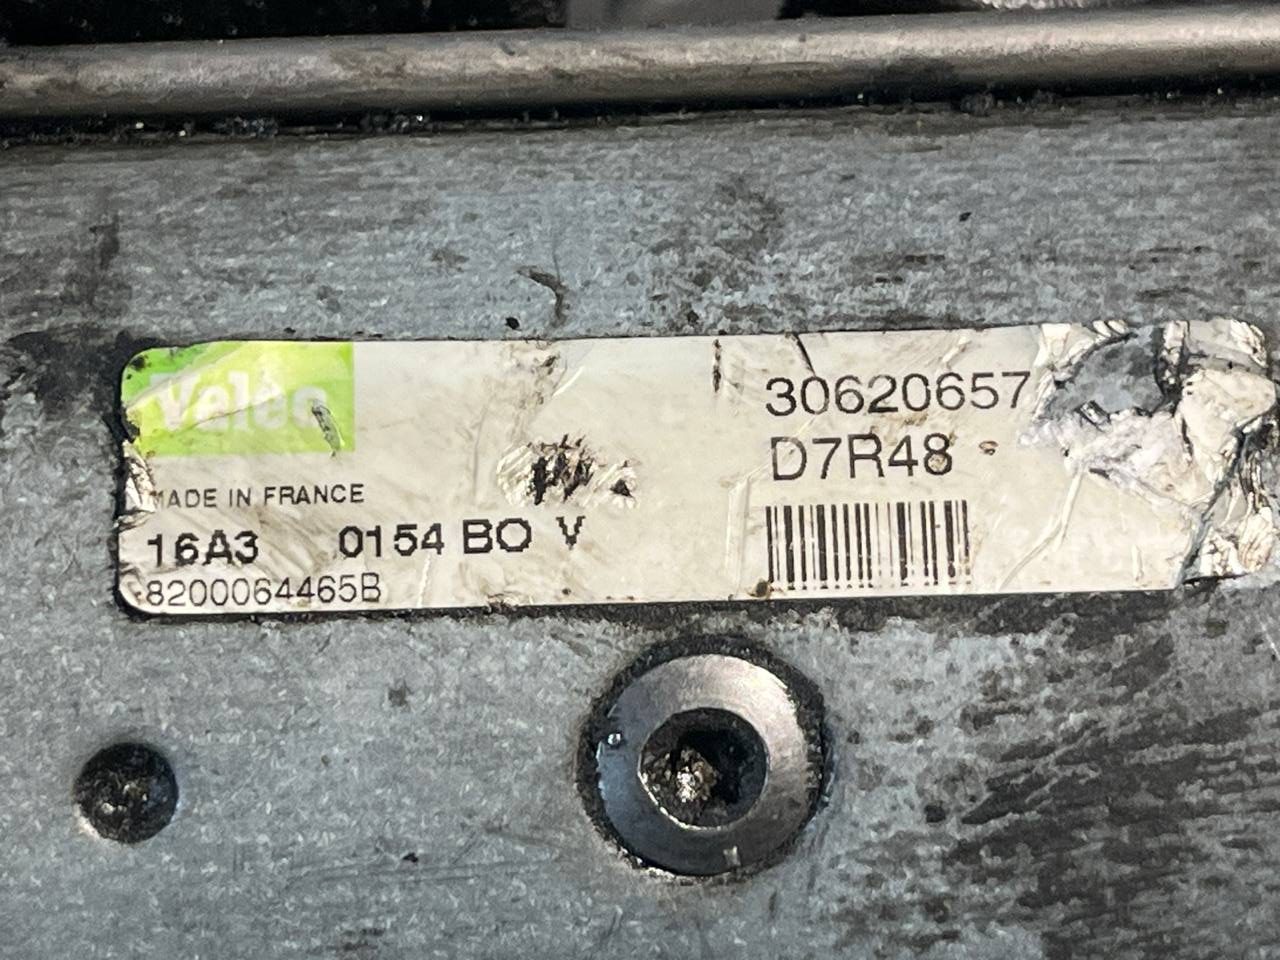 Valeo
MADE IN FRANCE
16A3 0154 BO V
8200064465B
30620657
D7R48